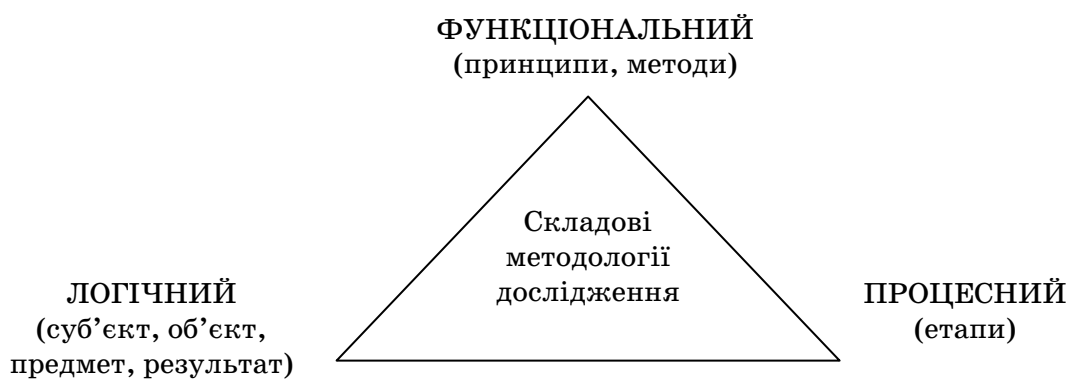 ФУНКЦІОНАЛЬНИЙ
(принципи, методи)
Складові
методології
дослідження
ЛОГІЧНИЙ
(суб’єкт, об’єкт,
предмет, результат)
ПРОЦЕСНИЙ
(етапи)